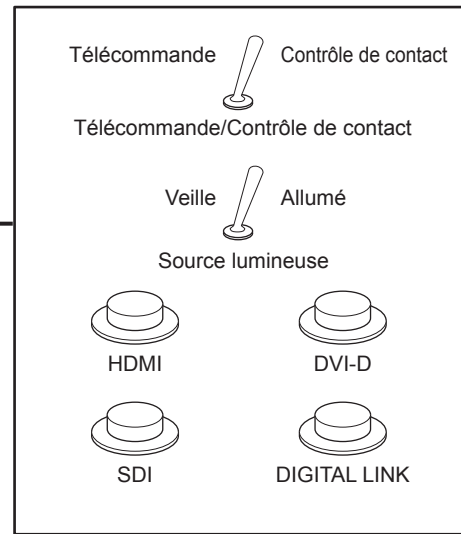 Télécommande Contrôle de contact
Télécommande/Contrôle de contact
Veille Allumé
Source lumineuse
HDMI DVI-D
SDI DIGITAL LINK